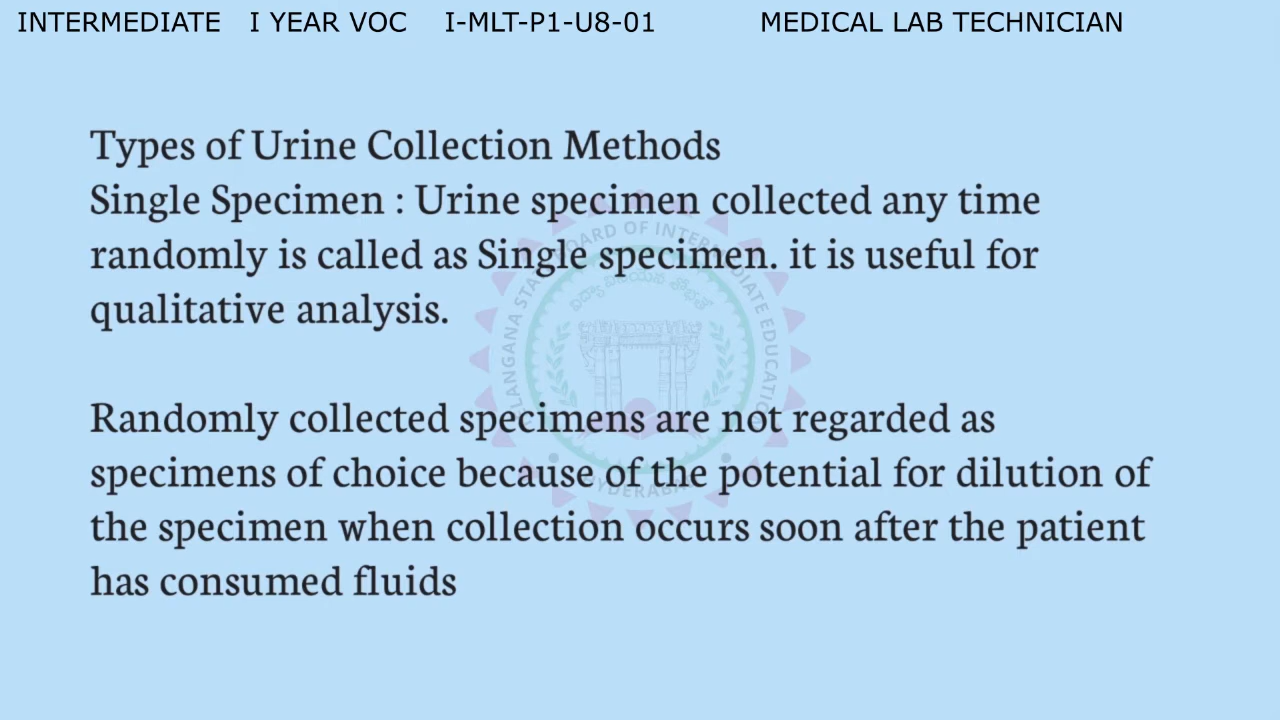 INTERMEDIATE I YEAR VOC I-MLT-P1-U8-01 MEDICAL LAB TECHNICIAN
Types of Urine Collection Methods
Single Specimen : Urine specimen collected any time
randomly is called as Single specimen. it is useful for
qualitative analysis.
Randomly collected specimens are not regarded as
specimens of choice because of the potential for dilution of
the specimen when collection occurs soon after the patient
has consumed fluids